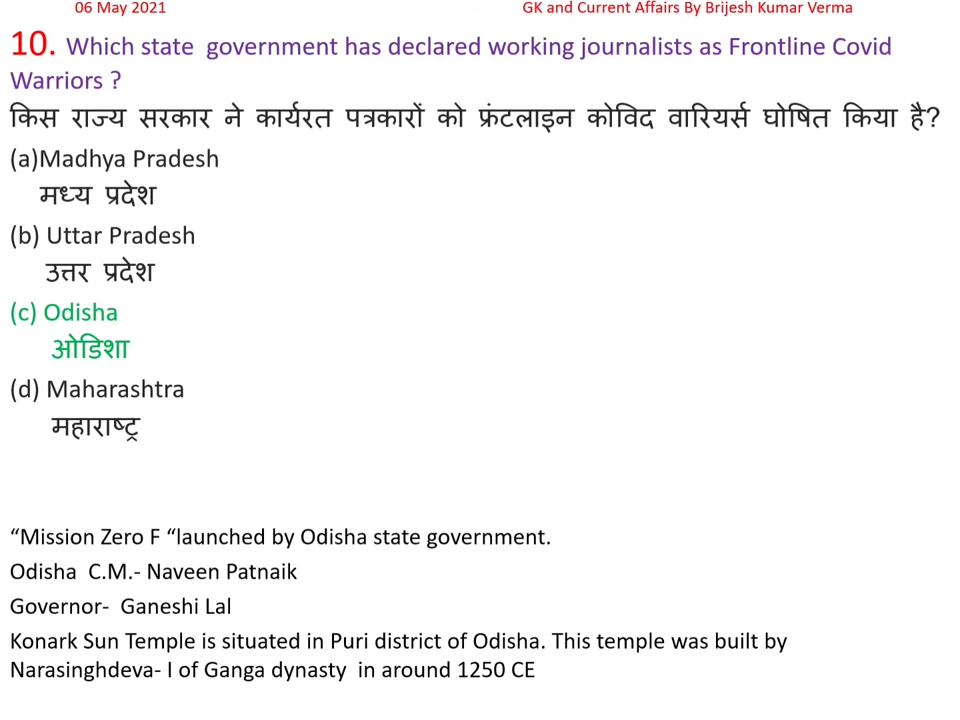 06 May 2021 GK and Current Affairs By Brijesh Kumar Verma
10. Which state government has declared working journalists as Frontline Covid
Warriors ?
किस राज्य सरकार ने कार्यरत पत्रकारों को फ्रंटलाइन कोविद वारियर्स घोषित किया है?
(a)Madhya Pradesh
मध्य प्रदेश
(b) Uttar Pradesh
उत्तर प्रदेश
(c) Odisha
ओडिशा
(d) Maharashtra
महाराष्ट्र
“Mission Zero F “launched by Odisha state government.
Odisha C.M.- Naveen Patnaik
Governor- Ganeshi Lal
Konark Sun Temple is situated in Puri district of Odisha. This temple was built by
Narasinghdeva- I of Ganga dynasty in around 1250 CE